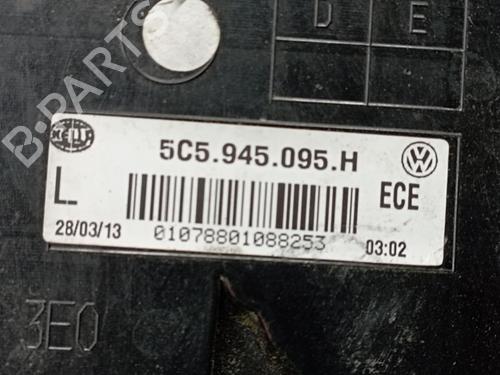 D E
B-PARTS
HELLA
5C5.945.095.H
L
ECE
28/03/13
01078801088253
03:02
3E0